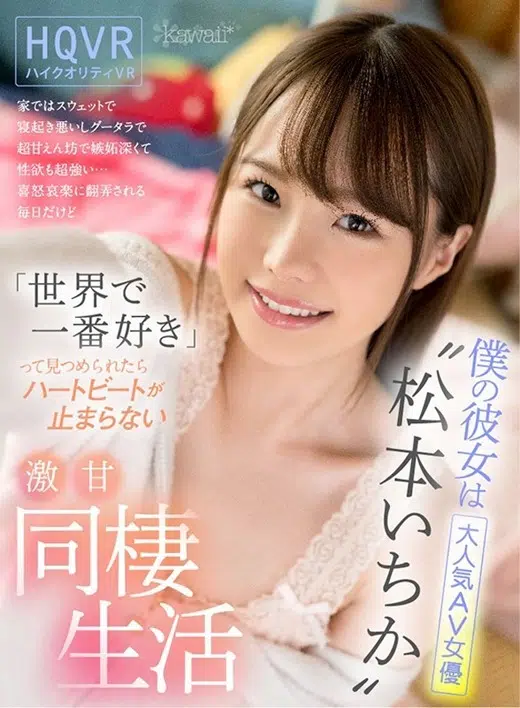 HQVR
ハイクオリティVR
kawaii*
家ではスウェットで
寝起き悪いしグータラで
超甘えん坊で嫉妬深くて
性欲も超強い…
喜怒哀楽に翻弄される
毎日だけど
「世界で
一番好き」
って見つめられたら
ハートビートが
止まらない
僕の彼女は
大人気AV女優
"松本いちか"
激甘
同棲
生活